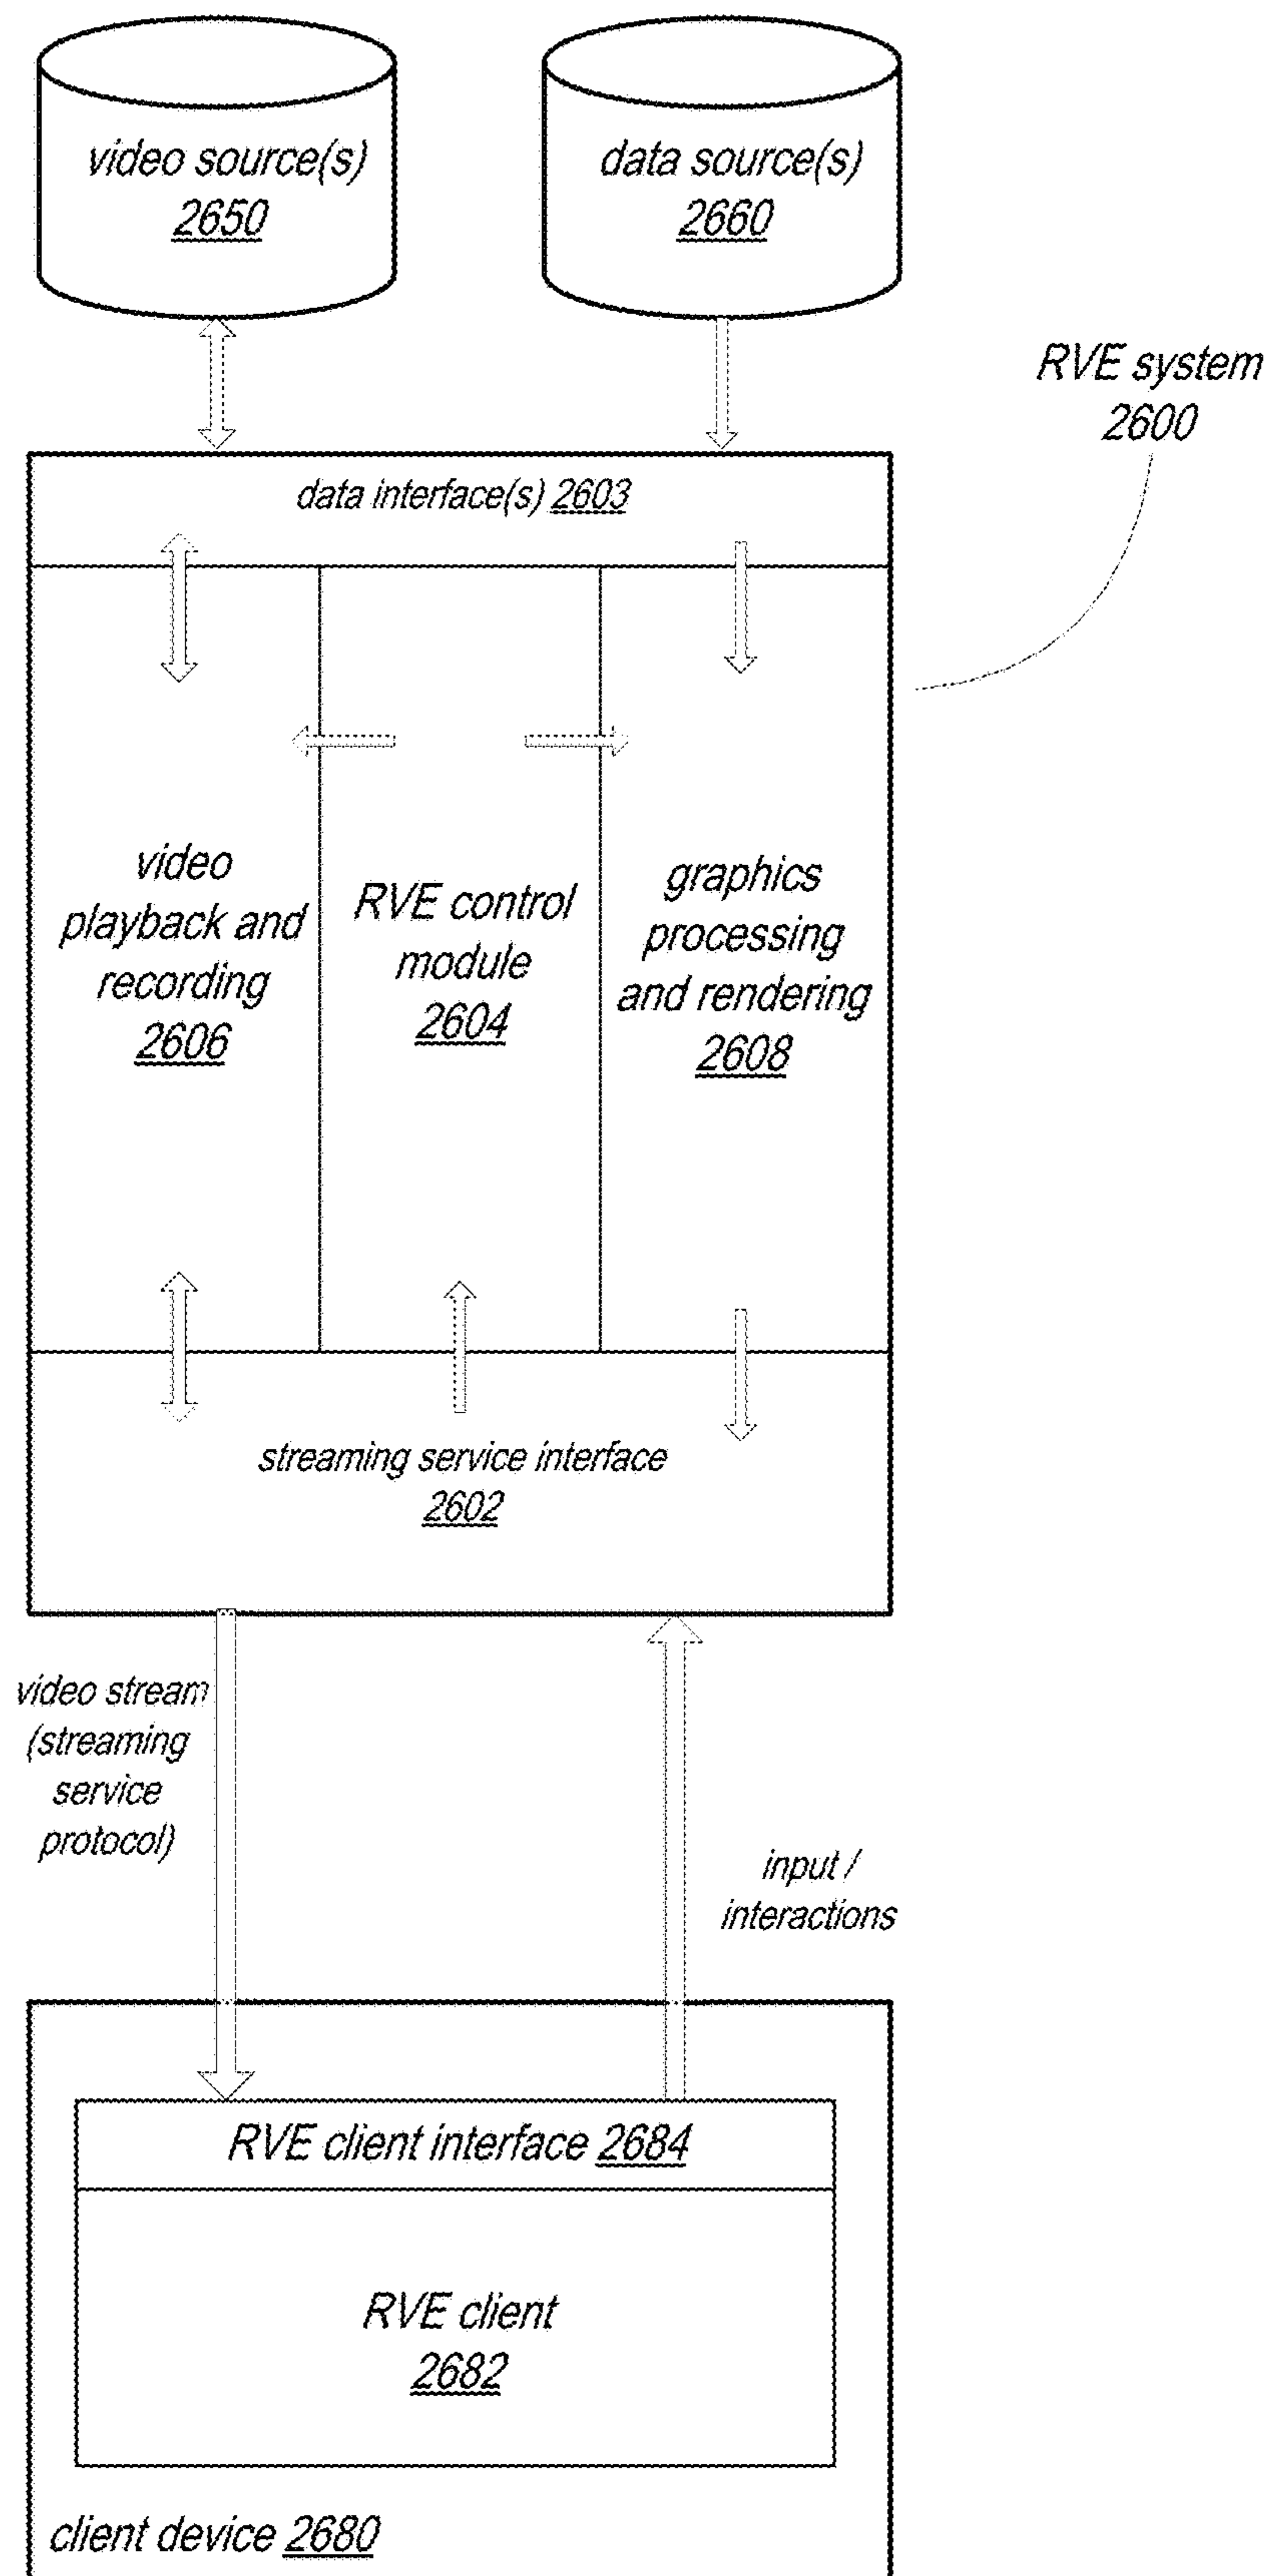 video source(s)
2650
data source(s)
2660
RVE system
2600
data interface(s) 2603
video
playback and
recording
2606
RVE control
module
2604
graphics
processing
and rendering
2608
streaming service interface
2602
video stream
(streaming
service
protocol)
input /
interactions
RVE client interface 2684
RVE client
2682
client device 2680